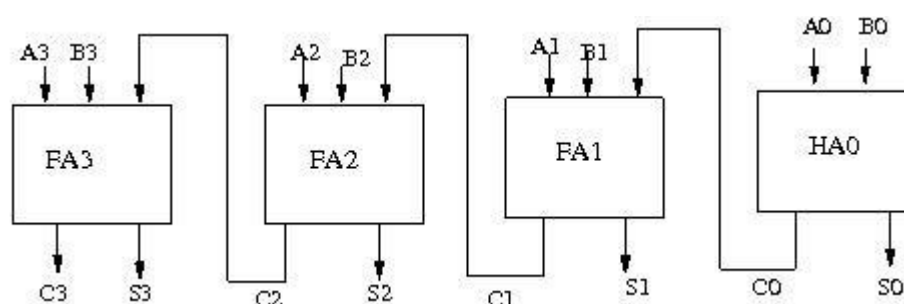 A3 B3 A2 B2 A1 B1 A0 B0
FA3 FA2 FA1 HA0
C3 S3 C2 S2 C1 S1 C0 S0